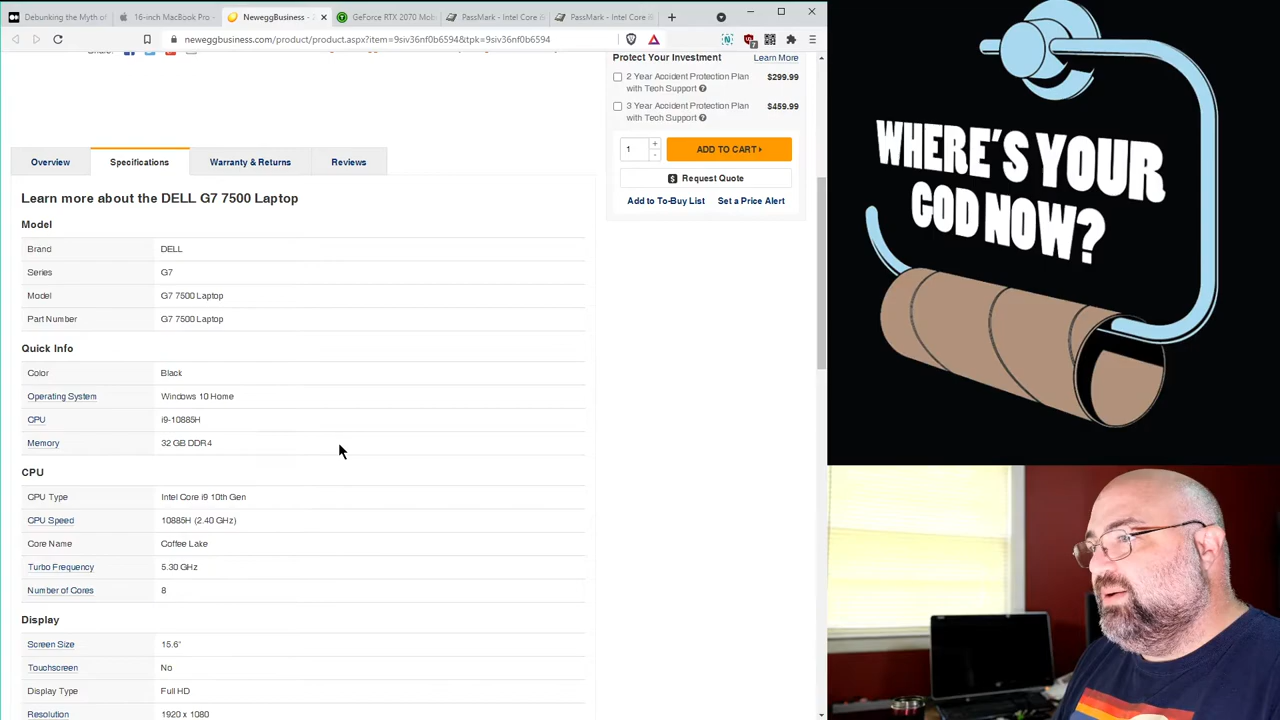 Debunking the Myth of
16-inch MacBook Pro -
NeweggBusiness - 
GeForce RTX 2070 Mob
PassMark - Intel Core i
PassMark - Intel Core i
neweggbusiness.com/product/product.aspx?item=9siv36nf0b6594&tpk=9siv36nf0b6594
Protect Your Investment
Learn More
2 Year Accident Protection Plan
with Tech Support
$299.99
3 Year Accident Protection Plan
with Tech Support
$459.99
1
ADD TO CART
Request Quote
Add to To-Buy List
Set a Price Alert
Overview
Specifications
Warranty & Returns
Reviews
Learn more about the DELL G7 7500 Laptop
Model
Brand DELL
Series G7
Model G7 7500 Laptop
Part Number G7 7500 Laptop
Quick Info
Color Black
Operating System Windows 10 Home
CPU i9-10885H
Memory 32 GB DDR4
CPU
CPU Type Intel Core i9 10th Gen
CPU Speed 10885H (2.40 GHz)
Core Name Coffee Lake
Turbo Frequency 5.30 GHz
Number of Cores 8
Display
Screen Size 15.6"
Touchscreen No
Display Type Full HD
Resolution 1920 x 1080
WHERE'S YOUR
GOD NOW?